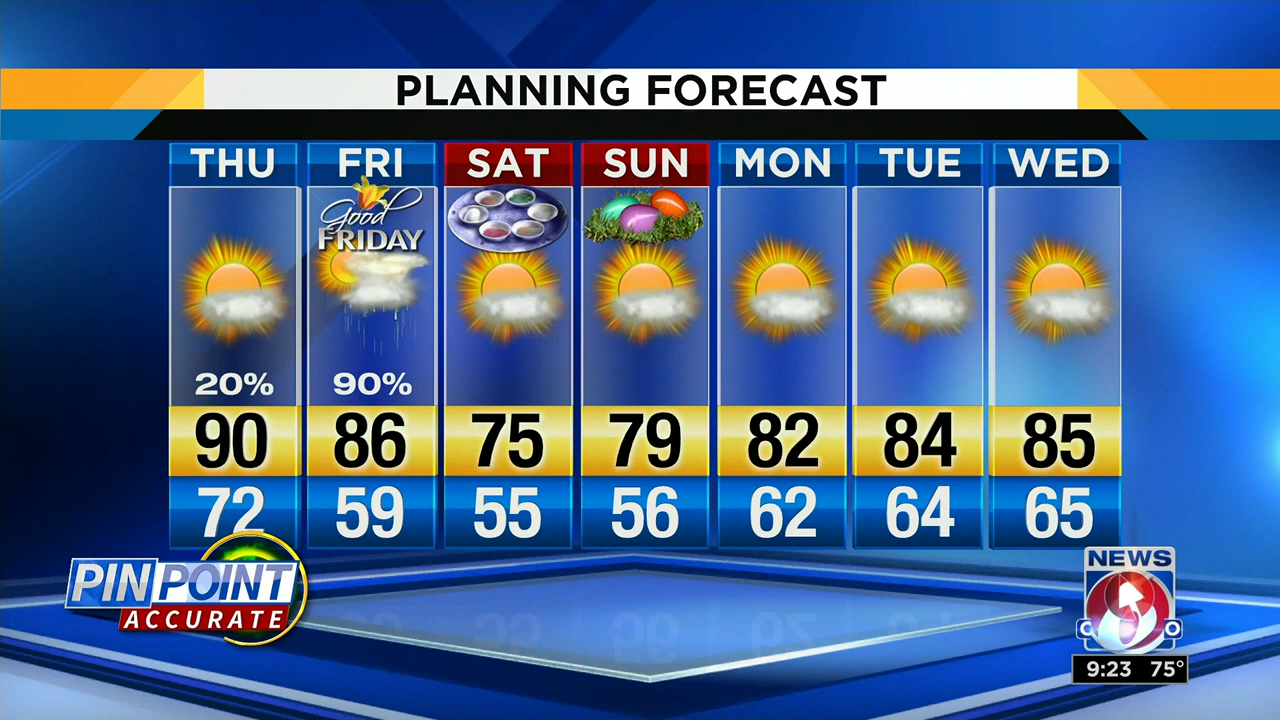 PLANNING FORECAST
THU FRI SAT SUN MON TUE WED
Good
FRIDAY
20% 90%
90 86 75 79 82 84 85
72 59 55 56 62 64 65
PINPOINT
ACCURATE
NEWS
9:23 75°